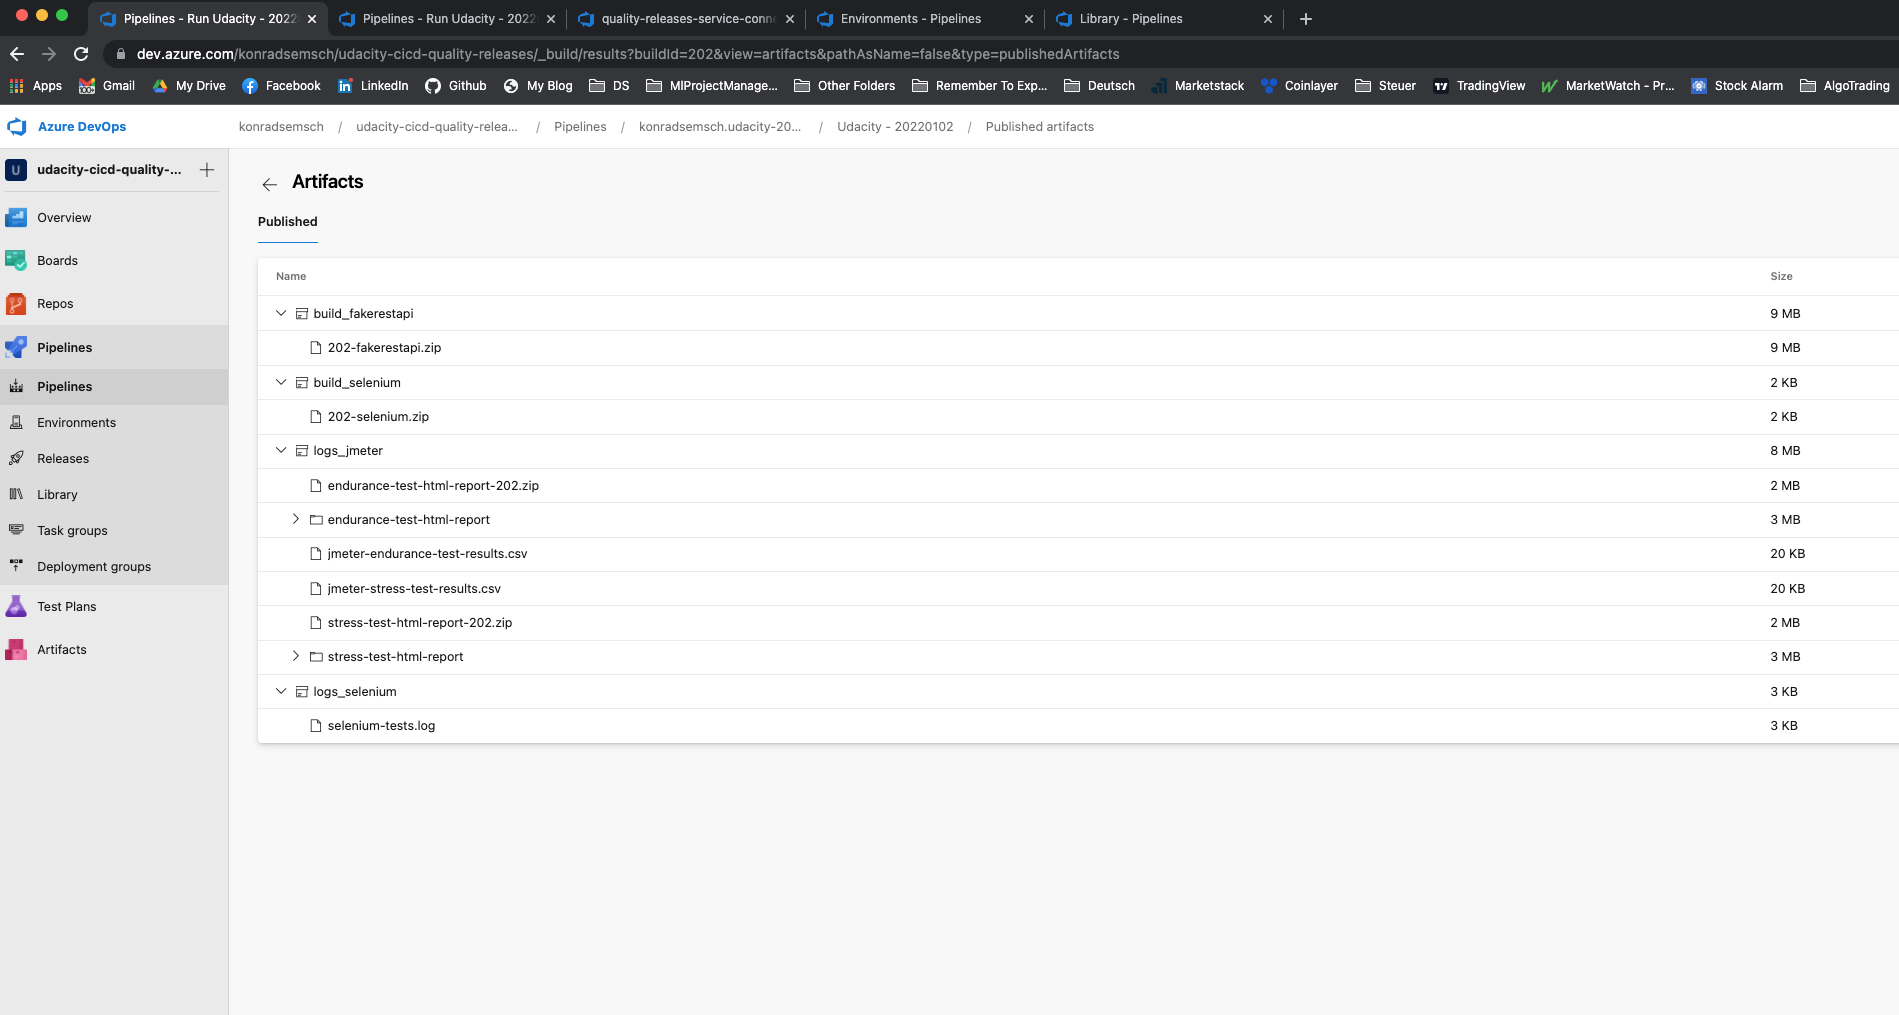 Pipelines - Run Udacity - 2022
Pipelines - Run Udacity - 2022
quality-releases-service-conne
Environments - Pipelines
Library - Pipelines
dev.azure.com/konradsemsch/udacity-cicd-quality-releases/_build/results?buildId=202&view=artifacts&pathAsName=false&type=publishedArtifacts
Apps
Gmail
My Drive
Facebook
LinkedIn
Github
My Blog
DS
MIProjectManage...
Other Folders
Remember To Exp...
Deutsch
Marketstack
Coinlayer
Steuer
TradingView
MarketWatch - Pr...
Stock Alarm
AlgoTrading
Azure DevOps
konradsemsch / udacity-cicd-quality-relea... / Pipelines / konradsemsch.udacity-20... / Udacity - 20220102 / Published artifacts
U
udacity-cicd-quality-...
Overview
Boards
Repos
Pipelines
Pipelines
Environments
Releases
Library
Task groups
Deployment groups
Test Plans
Artifacts
Artifacts
Published
Name Size
build_fakerestapi 9 MB
202-fakerestapi.zip 9 MB
build_selenium 2 KB
202-selenium.zip 2 KB
logs_jmeter 8 MB
endurance-test-html-report-202.zip 2 MB
endurance-test-html-report 3 MB
jmeter-endurance-test-results.csv 20 KB
jmeter-stress-test-results.csv 20 KB
stress-test-html-report-202.zip 2 MB
stress-test-html-report 3 MB
logs_selenium 3 KB
selenium-tests.log 3 KB